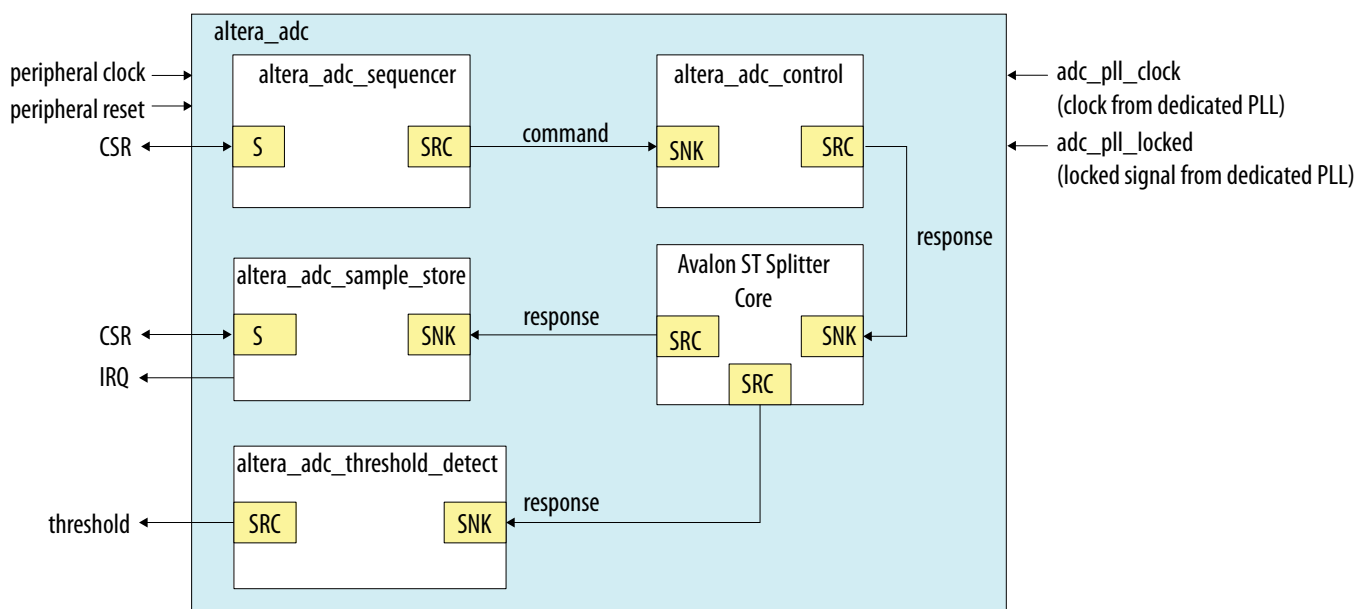 altera_adc
peripheral clock
altera_adc_sequencer
altera_adc_control
adc_pll_clock
peripheral reset
(clock from dedicated PLL)
CSR
S
SRC
command
SNK
SRC
adc_pll_locked
(locked signal from dedicated PLL)
response
altera_adc_sample_store
Avalon ST Splitter
Core
CSR
S
SNK
response
SRC
SNK
IRQ
SRC
altera_adc_threshold_detect
threshold
SRC
SNK
response